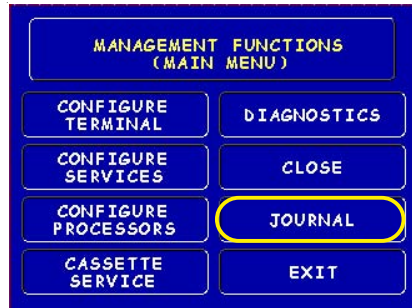 MANAGEMENT FUNCTIONS
(MAIN MENU)
CONFIGURE
TERMINAL
DIAGNOSTICS
CONFIGURE
SERVICES
CLOSE
CONFIGURE
PROCESSORS
JOURNAL
CASSETTE
SERVICE
EXIT